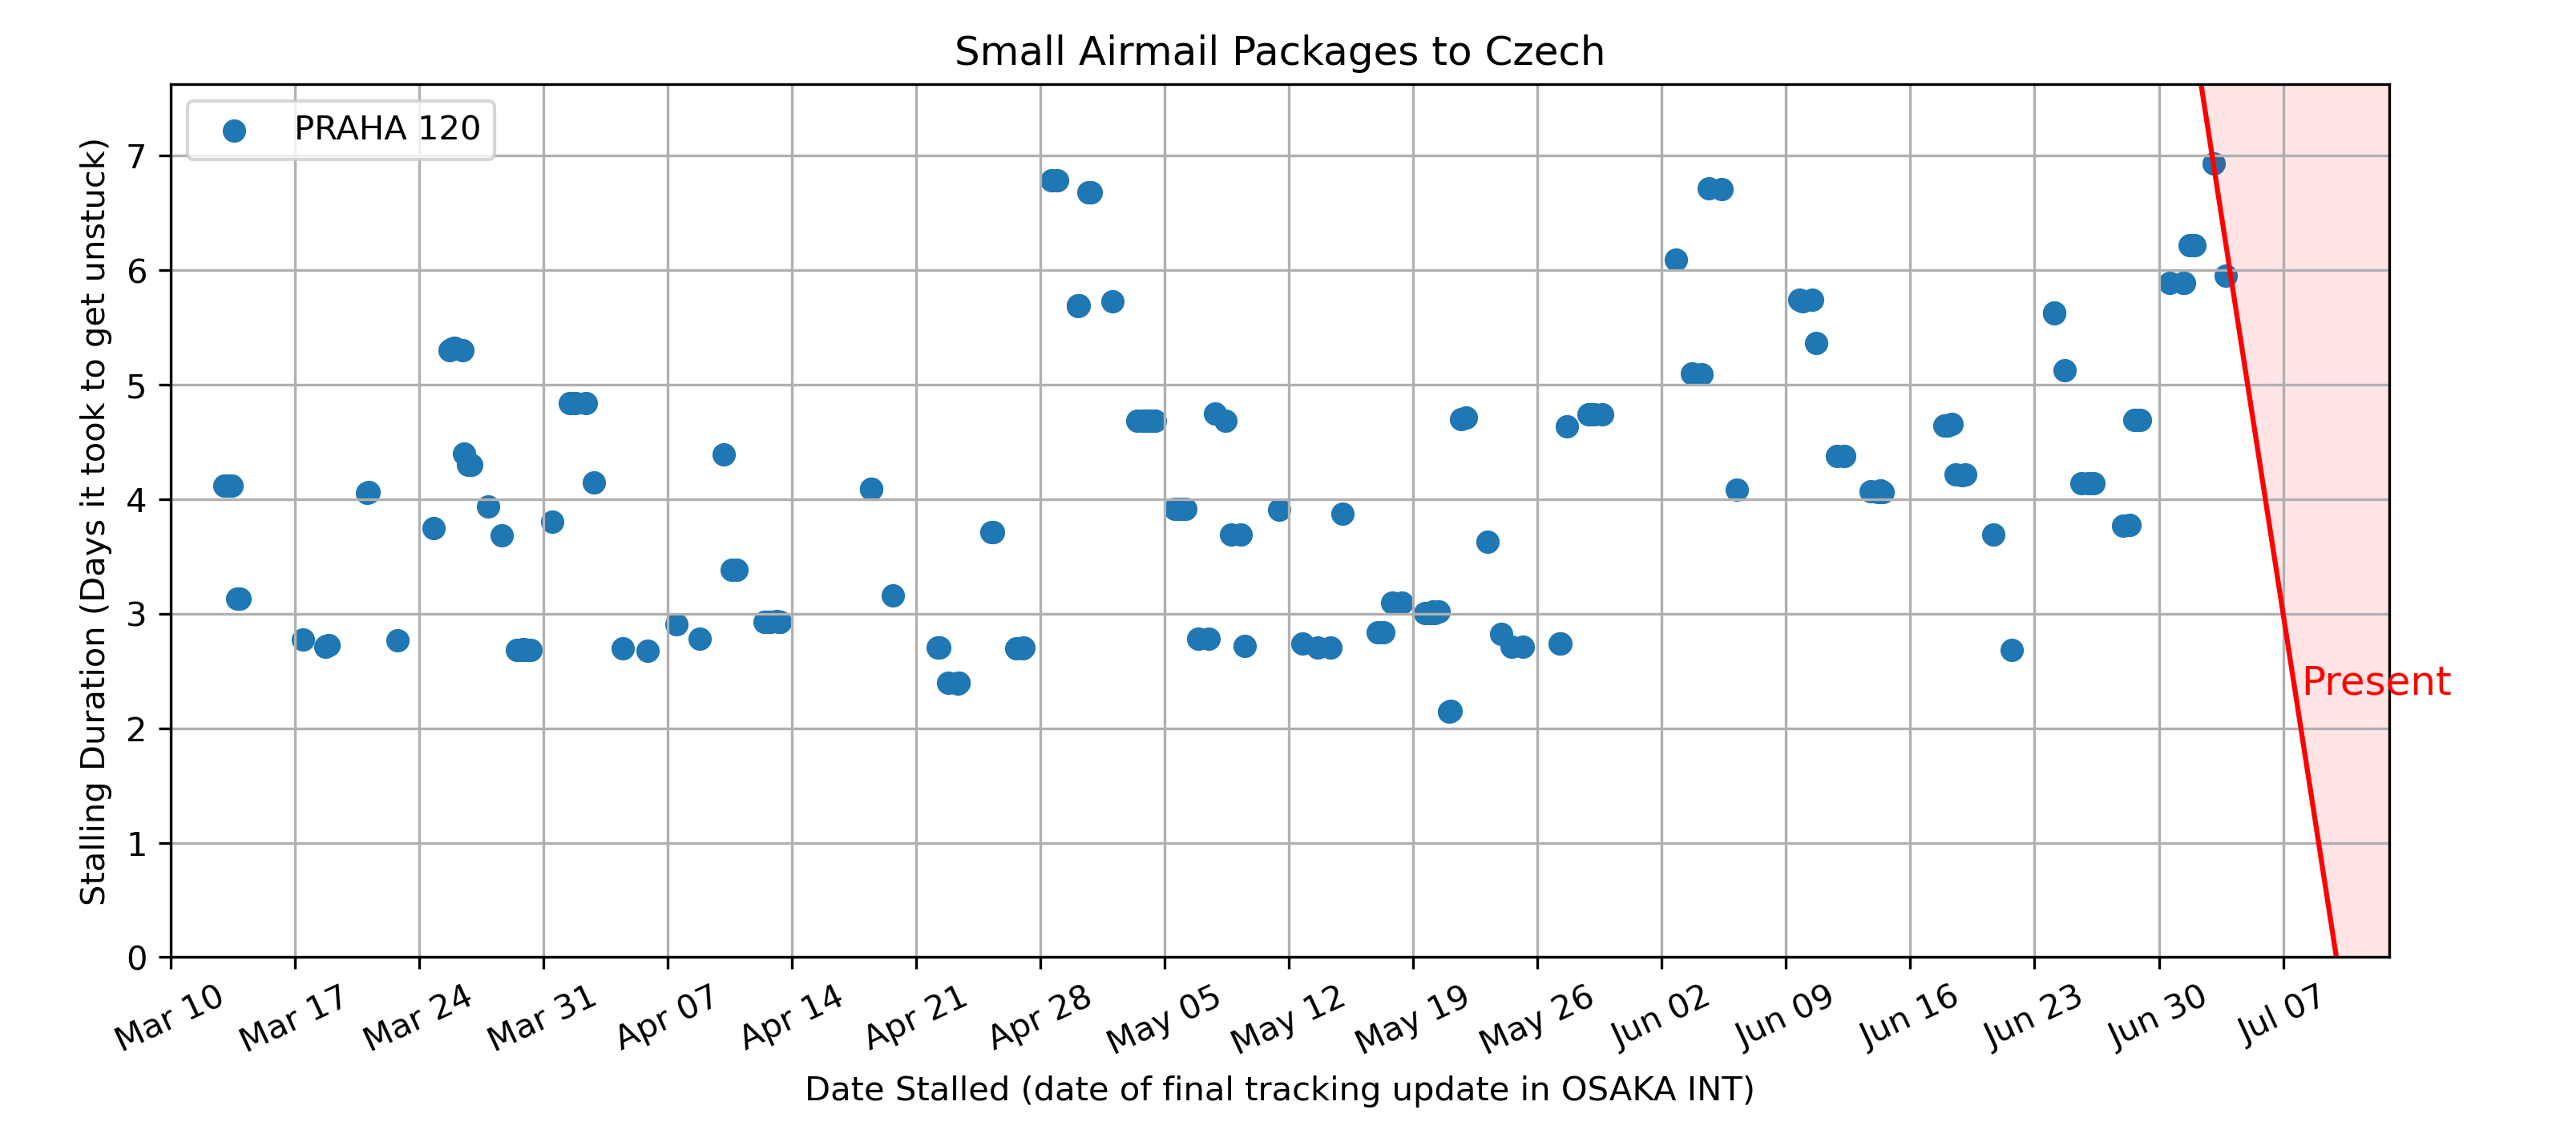 Small Airmail Packages to Czech
PRAHA 120
Stalling Duration (Days it took to get unstuck)
7
6
5
4
3
2
1
0
Present
Mar 10
Mar 17
Mar 24
Mar 31
Apr 07
Apr 14
Apr 21
Apr 28
May 05
May 12
May 19
May 26
Jun 02
Jun 09
Jun 16
Jun 23
Jun 30
Jul 07
Date Stalled (date of final tracking update in OSAKA INT)